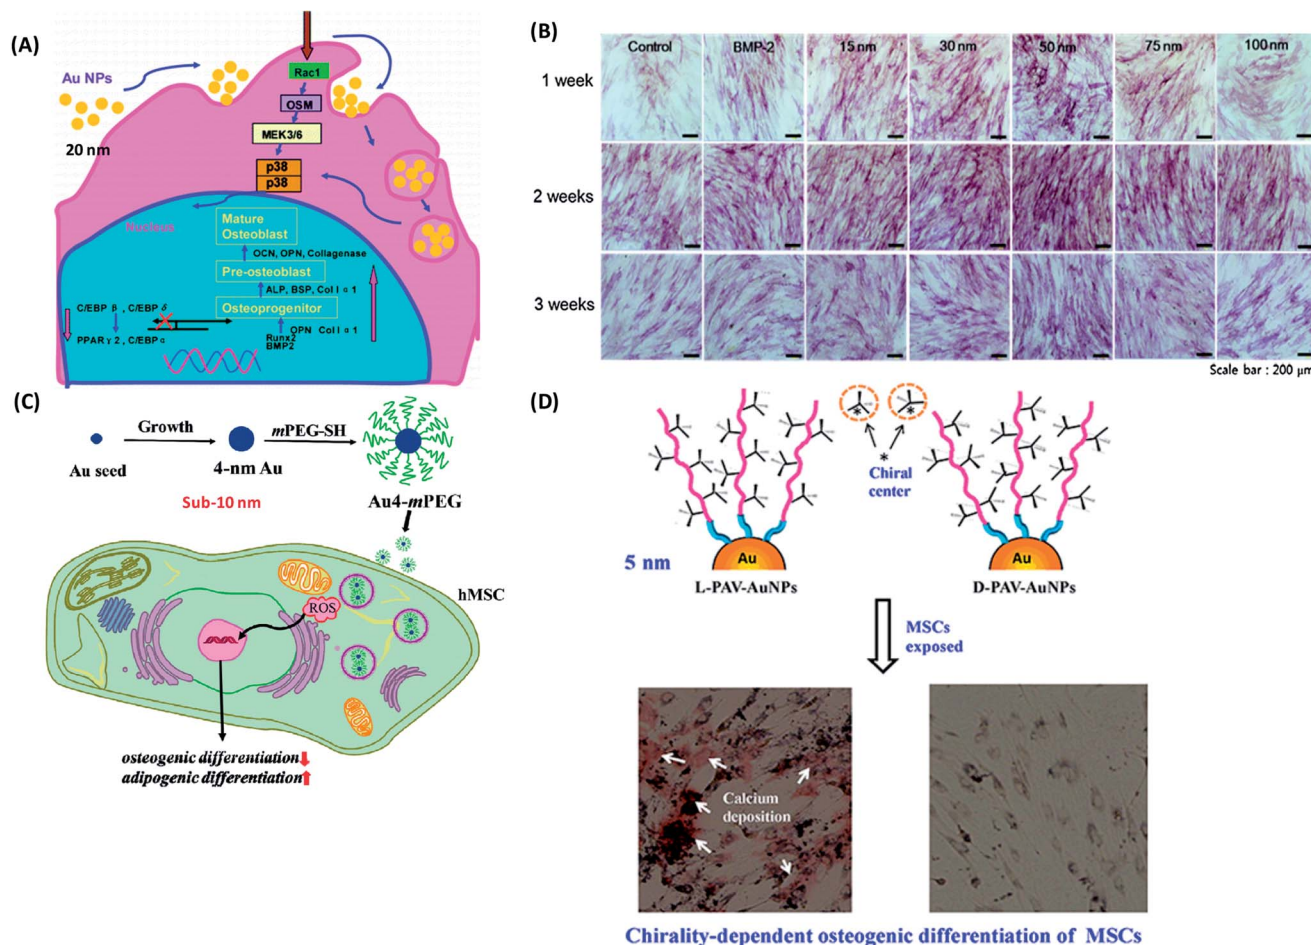 (A)
Au NPs
20 nm
Rac1
OSM
MEK3/6
p38
p38
Nucleus
Mature
Osteoblast
OCN, OPN, Collagenase
Pre-osteoblast
ALP, BSP, Col I α1
Osteoprogenitor
OPN Col I α1
Runx2
BMP2
C/EBP β , C/EBP δ
PPAR γ 2 , C/EBP α
(B)
Control BMP-2 15 nm 30 nm 50 nm 75 nm 100 nm
1 week
2 weeks
3 weeks
Scale bar : 200 μm
(C)
Au seed
Growth
4-nm Au
mPEG-SH
Au4-mPEG
Sub-10 nm
hMSC
ROS
osteogenic differentiation
adipogenic differentiation
(D)
*
*
*
Chiral
center
5 nm
Au
Au
L-PAV-AuNPs
D-PAV-AuNPs
MSCs
exposed
Calcium
deposition
Chirality-dependent osteogenic differentiation of MSCs